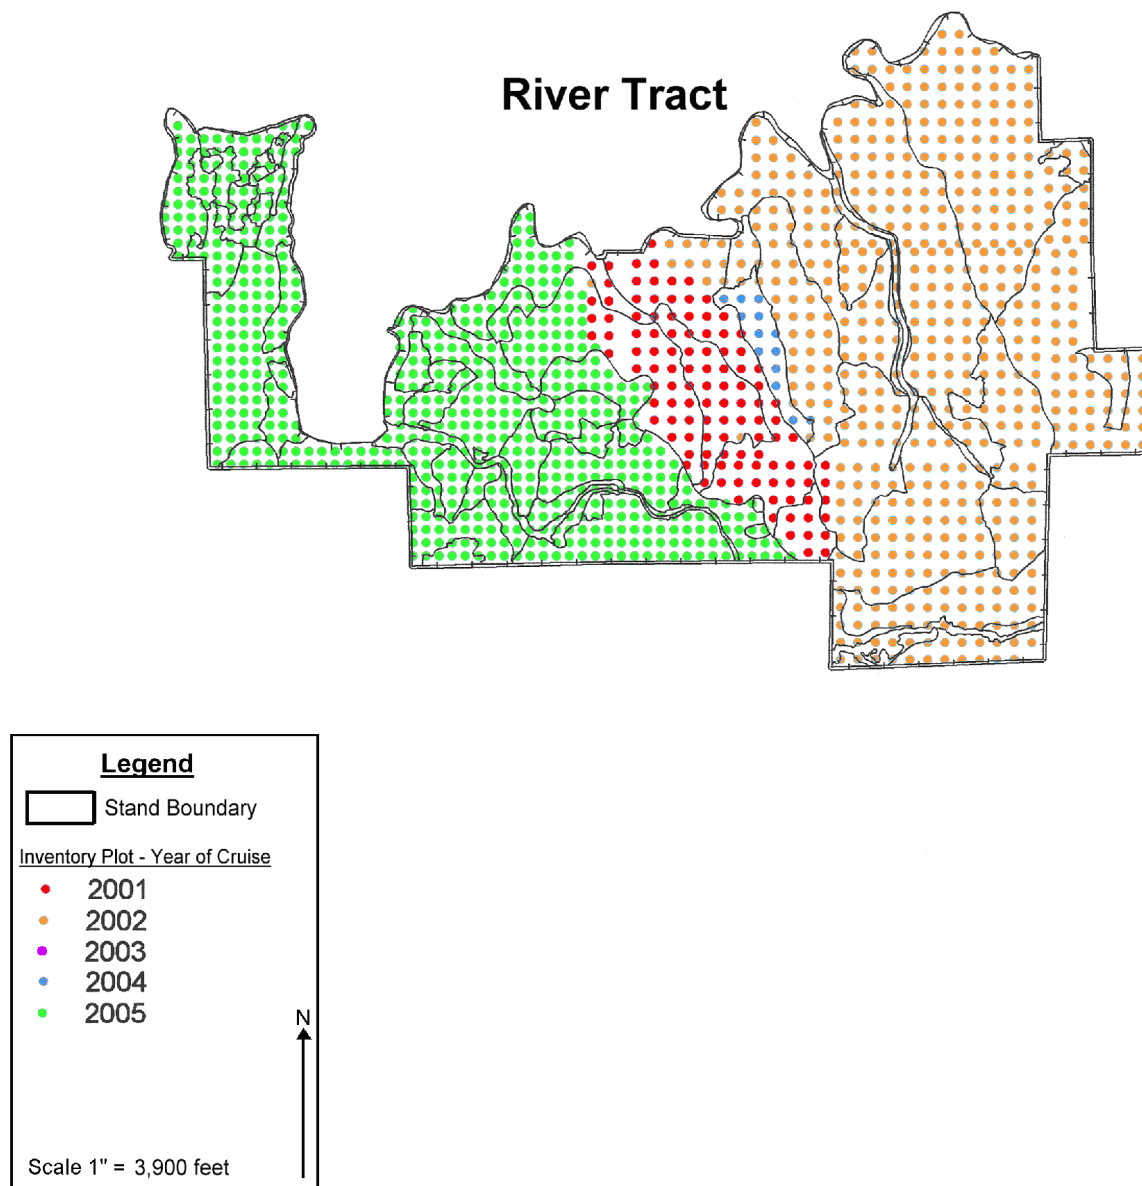 River Tract
Legend
Stand Boundary
Inventory Plot - Year of Cruise
2001
2002
2003
2004
2005
N
Scale 1" = 3,900 feet